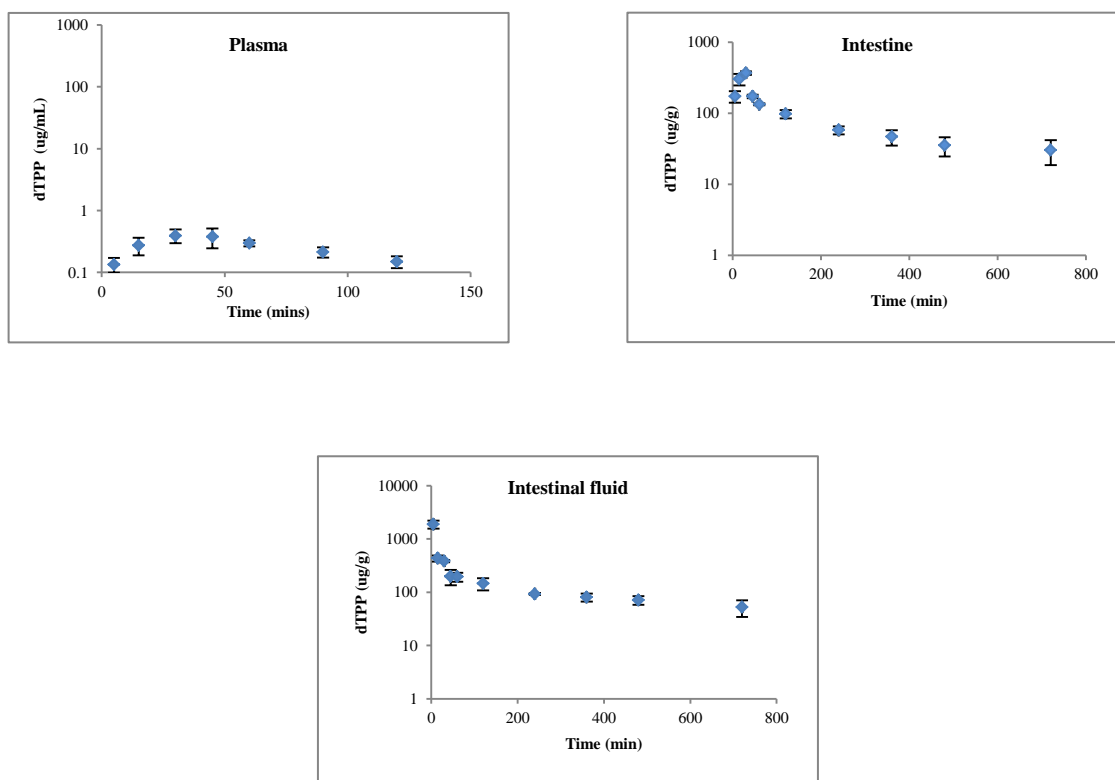 Plasma
1000
100
10
1
0.1
dTPP (ug/mL)
0 50 100 150
Time (mins)
Intestine
1000
100
10
1
dTPP (ug/g)
0 200 400 600 800
Time (min)
Intestinal fluid
10000
1000
100
10
1
dTPP (ug/g)
0 200 400 600 800
Time (min)